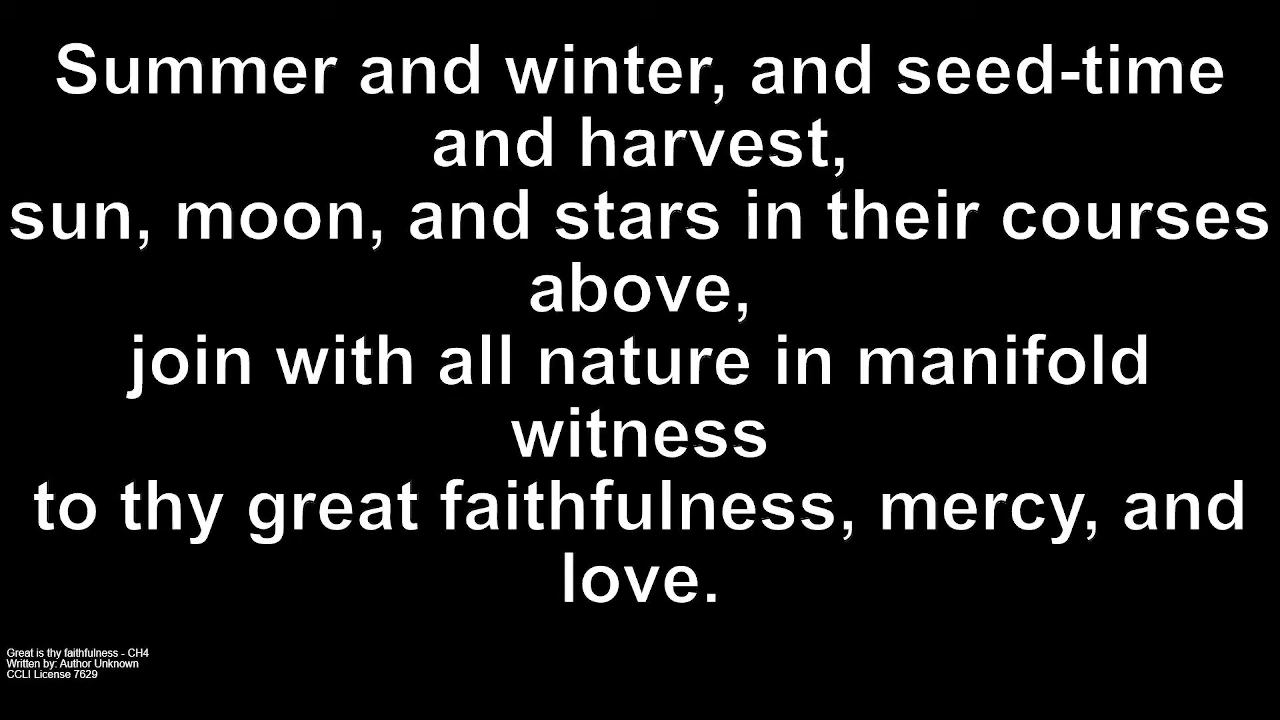 Summer and winter, and seed-time
and harvest,
sun, moon, and stars in their courses
above,
join with all nature in manifold
witness
to thy great faithfulness, mercy, and
love.
Great is thy faithfulness - CH4
Written by: Author Unknown
CCLI License 7629